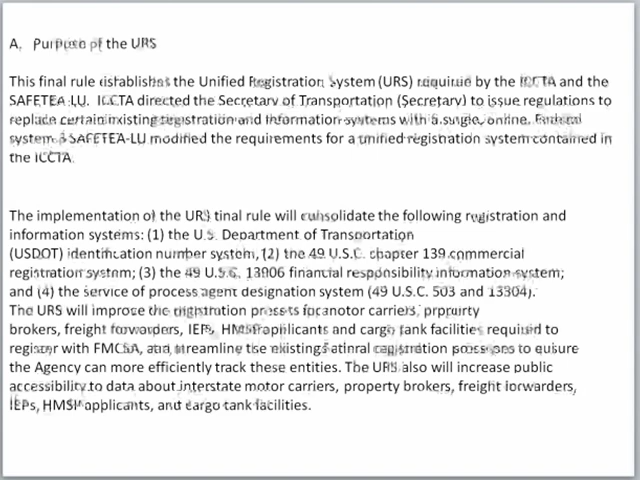 A. Purpose of the URS
This final rule establishes the Unified Registration System (URS) required by the ICCTA and the
SAFETEA-LU. ICCTA directed the Secretary of Transportation (Secretary) to issue regulations to
replace certain existing registration and information systems with a single, online, Federal
system. SAFETEA-LU modified the requirements for a unified registration system contained in
the ICCTA.
The implementation of the URS final rule will consolidate the following registration and
information systems: (1) the U.S. Department of Transportation
(USDOT) identification number system, (2) the 49 U.S.C. chapter 139 commercial
registration system; (3) the 49 U.S.C. 13906 financial responsibility information system;
and (4) the service of process agent designation system (49 U.S.C. 503 and 13304).
The URS will improve the registration process for motor carriers, property
brokers, freight forwarders, IEPs, HMSP applicants and cargo tank facilities required to
register with FMCSA, and streamline the existing Federal registration processes to
the Agency can more efficiently track these entities. The URS also will increase public
accessibility to data about interstate motor carriers, property brokers, freight forwarders,
IEPs, HMSP applicants, and cargo tank facilities.